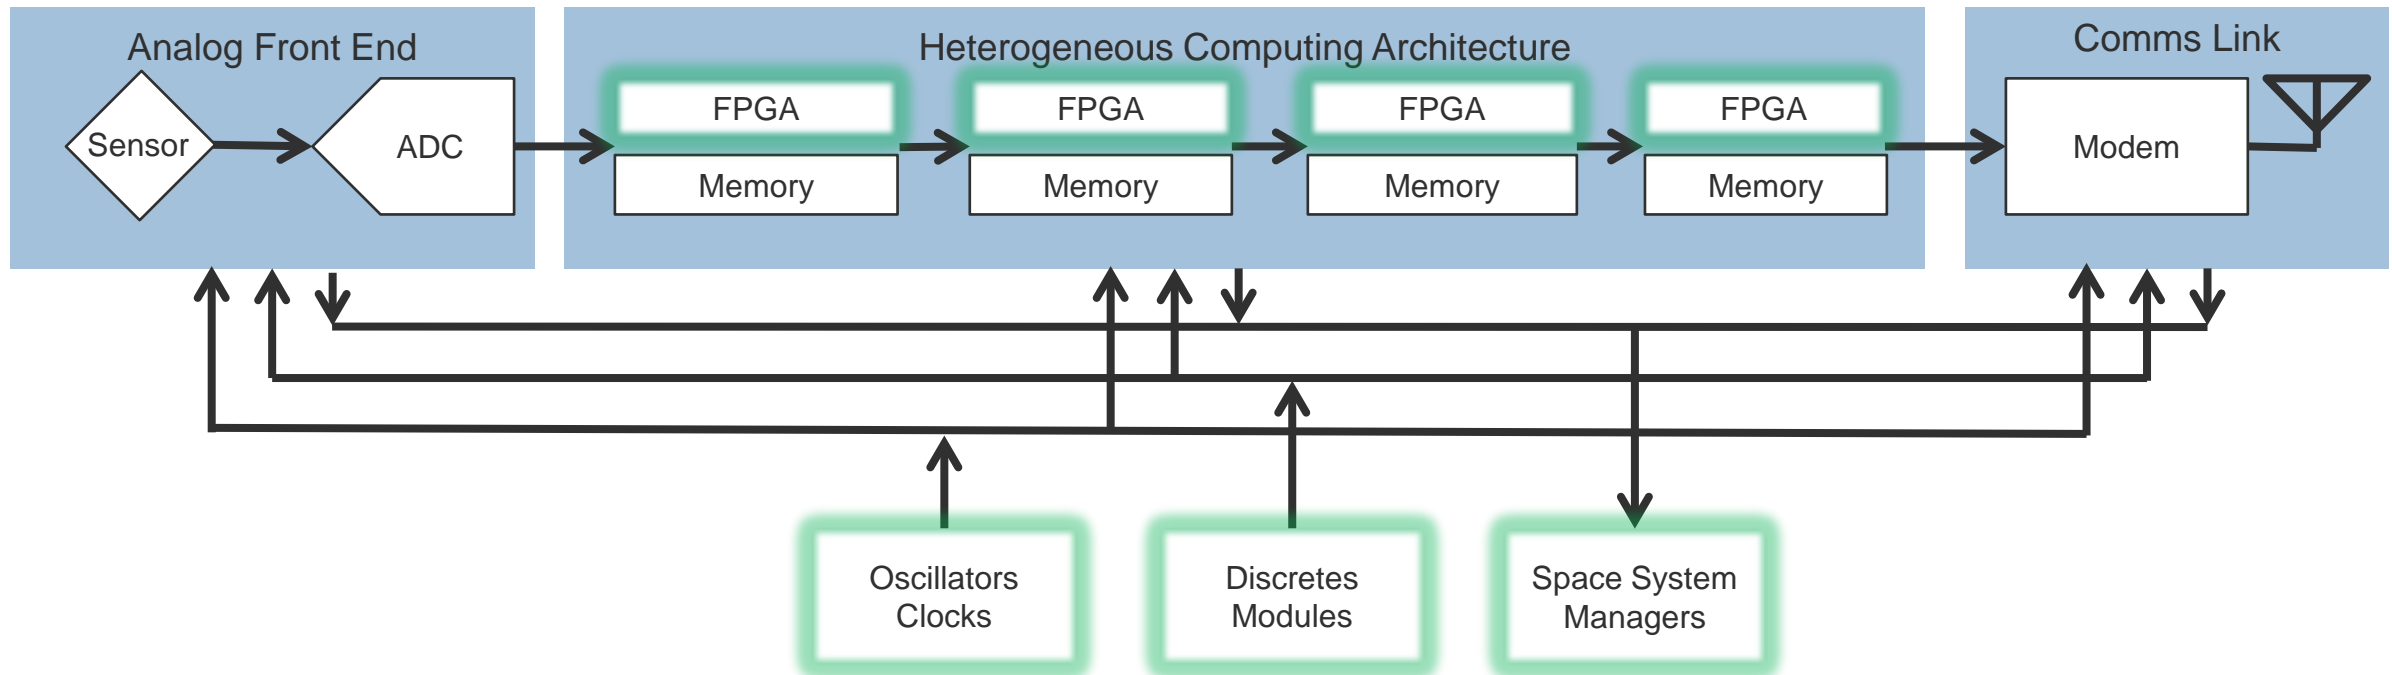 Analog Front End
Heterogeneous Computing Architecture
Comms Link
Sensor
ADC
FPGA
Memory
FPGA
Memory
FPGA
Memory
FPGA
Memory
Modem
Oscillators
Clocks
Discretes
Modules
Space System
Managers